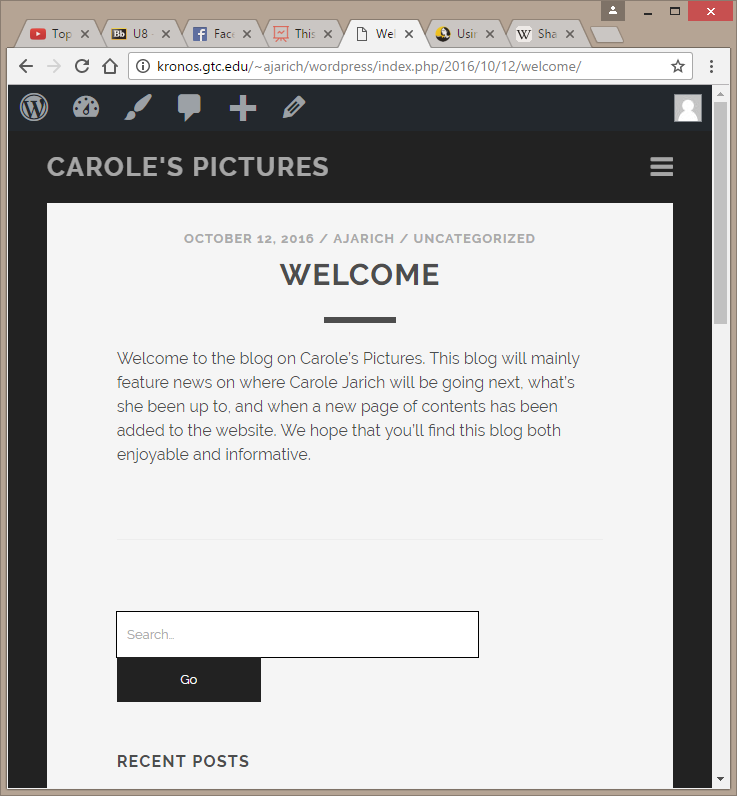 Top
Bb U8
Face
This
Wel
Usin
W Sha
kronos.gtc.edu/~ajarich/wordpress/index.php/2016/10/12/welcome/
CAROLE'S PICTURES
OCTOBER 12, 2016 / AJARICH / UNCATEGORIZED
WELCOME
Welcome to the blog on Carole's Pictures. This blog will mainly
feature news on where Carole Jarich will be going next, what's
she been up to, and when a new page of contents has been
added to the website. We hope that you'll find this blog both
enjoyable and informative.
Search...
Go
RECENT POSTS